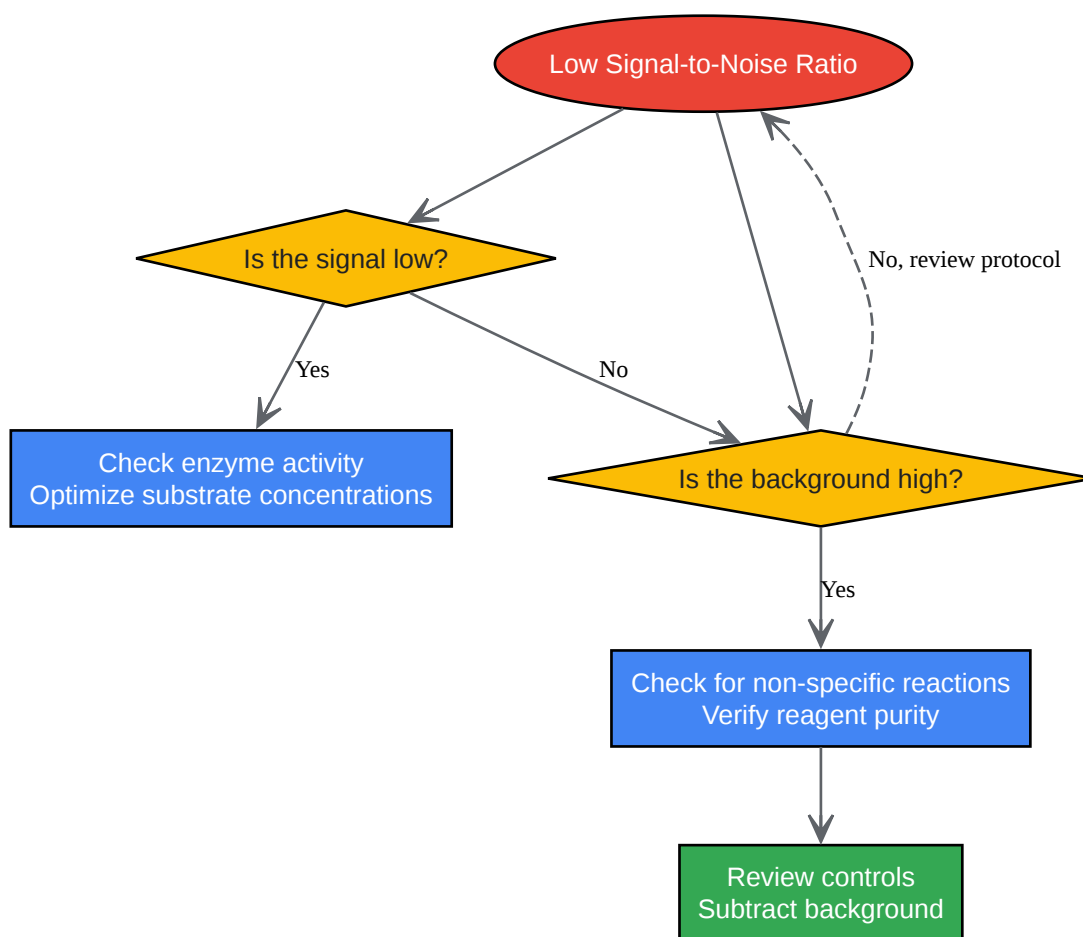 Low Signal-to-Noise Ratio
Is the signal low?
No, review protocol
Yes
No
Check enzyme activity
Optimize substrate concentrations
Is the background high?
Yes
Check for non-specific reactions
Verify reagent purity
Review controls
Subtract background